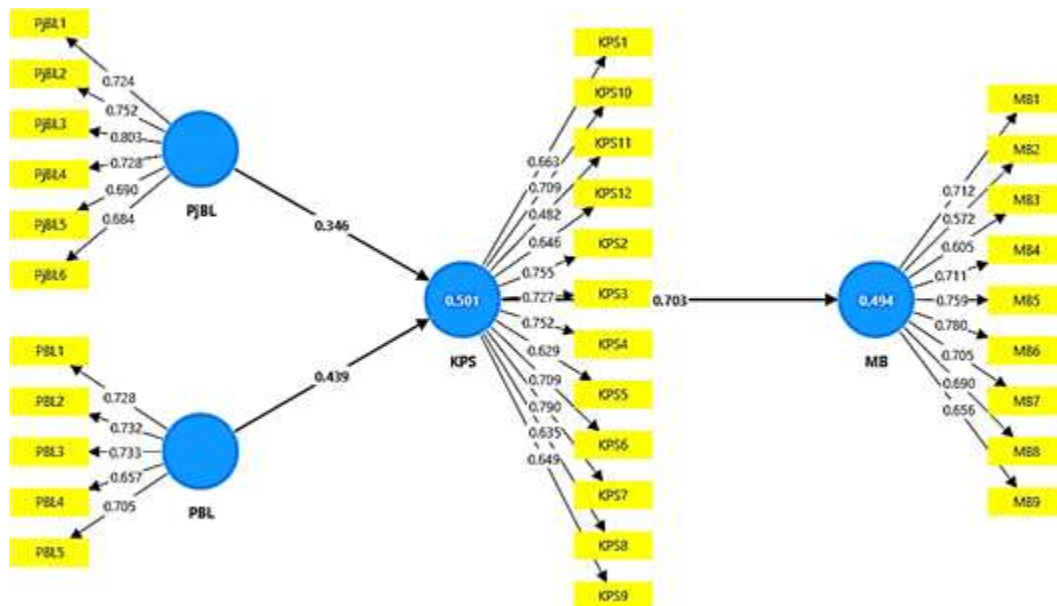 PjBL1
PjBL2
PjBL3
PjBL4
PjBL5
PjBL6
0.724
0.752
0.803
0.728
0.690
0.684
PjBL
0.346
PBL1
PBL2
PBL3
PBL4
PBL5
0.728
0.732
0.733
0.657
0.705
PBL
0.439
0.501
KPS
0.663
0.709
0.482
0.646
0.755
0.727
0.752
0.629
0.709
0.790
0.635
0.649
KPS1
KPS10
KPS11
KPS12
KPS2
KPS3
KPS4
KPS5
KPS6
KPS7
KPS8
KPS9
0.703
0.494
MB
0.712
0.572
0.605
0.711
0.759
0.780
0.705
0.690
0.656
MB1
MB2
MB3
MB4
MB5
MB6
MB7
MB8
MB9